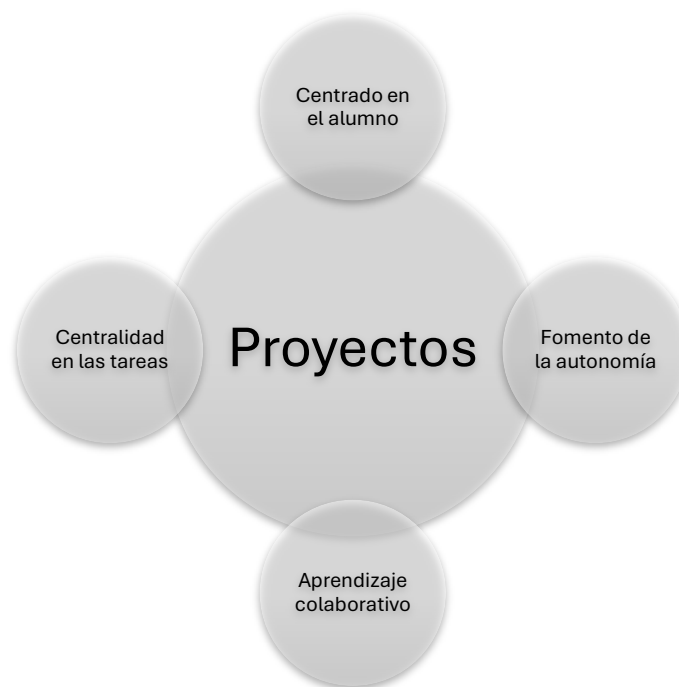 Centrado en
el alumno
Centralidad
en las tareas
Proyectos
Fomento de
la autonomía
Aprendizaje
colaborativo